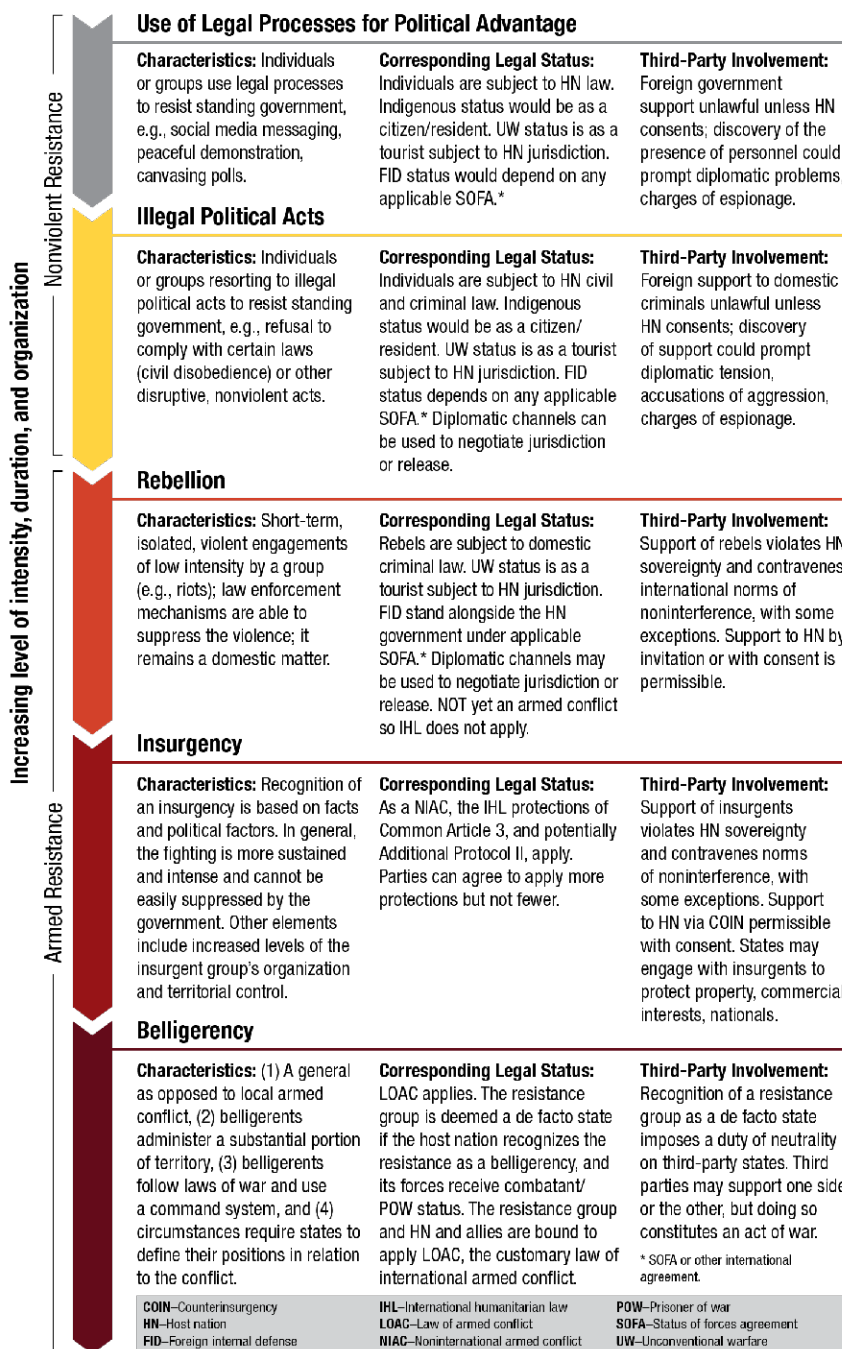 Increasing level of intensity, duration, and organization
Nonviolent Resistance
Armed Resistance
Use of Legal Processes for Political Advantage
Characteristics: Individuals
or groups use legal processes
to resist standing government,
e.g., social media messaging,
peaceful demonstration,
canvasing polls.
Corresponding Legal Status:
Individuals are subject to HN law.
Indigenous status would be as a
citizen/resident. UW status is as a
tourist subject to HN jurisdiction.
FID status would depend on any
applicable SOFA.*
Third-Party Involvement:
Foreign government
support unlawful unless HN
consents; discovery of the
presence of personnel could
prompt diplomatic problems,
charges of espionage.
Illegal Political Acts
Characteristics: Individuals
or groups resorting to illegal
political acts to resist standing
government, e.g., refusal to
comply with certain laws
(civil disobedience) or other
disruptive, nonviolent acts.
Corresponding Legal Status:
Individuals are subject to HN civil
and criminal law. Indigenous
status would be as a citizen/
resident. UW status is as a tourist
subject to HN jurisdiction. FID
status depends on any applicable
SOFA.* Diplomatic channels can
be used to negotiate jurisdiction
or release.
Third-Party Involvement:
Foreign support to domestic
criminals unlawful unless
HN consents; discovery
of support could prompt
diplomatic tension,
accusations of aggression,
charges of espionage.
Rebellion
Characteristics: Short-term,
isolated, violent engagements
of low intensity by a group
(e.g., riots); law enforcement
mechanisms are able to
suppress the violence; it
remains a domestic matter.
Corresponding Legal Status:
Rebels are subject to domestic
criminal law. UW status is as a
tourist subject to HN jurisdiction.
FID stand alongside the HN
government under applicable
SOFA.* Diplomatic channels may
be used to negotiate jurisdiction or
release. NOT yet an armed conflict
so IHL does not apply.
Third-Party Involvement:
Support of rebels violates HN
sovereignty and contravenes
international norms of
noninterference, with some
exceptions. Support to HN by
invitation or with consent is
permissible.
Insurgency
Characteristics: Recognition of
an insurgency is based on facts
and political factors. In general,
the fighting is more sustained
and intense and cannot be
easily suppressed by the
government. Other elements
include increased levels of the
insurgent group's organization
and territorial control.
Corresponding Legal Status:
As a NIAC, the IHL protections of
Common Article 3, and potentially
Additional Protocol II, apply.
Parties can agree to apply more
protections but not fewer.
Third-Party Involvement:
Support of insurgents
violates HN sovereignty
and contravenes norms
of noninterference, with
some exceptions. Support
to HN via COIN permissible
with consent. States may
engage with insurgents to
protect property, commercial
interests, nationals.
Belligerency
Characteristics: (1) A general
as opposed to local armed
conflict, (2) belligerents
administer a substantial portion
of territory, (3) belligerents
follow laws of war and use
a command system, and (4)
circumstances require states to
define their positions in relation
to the conflict.
Corresponding Legal Status:
LOAC applies. The resistance
group is deemed a de facto state
if the host nation recognizes the
resistance as a belligerency, and
its forces receive combatant/
POW status. The resistance group
and HN and allies are bound to
apply LOAC, the customary law of
international armed conflict.
Third-Party Involvement:
Recognition of a resistance
group as a de facto state
imposes a duty of neutrality
on third-party states. Third
parties may support one side
or the other, but doing so
constitutes an act of war.
* SOFA or other international
agreement.
COIN–Counterinsurgency
HN–Host nation
FID–Foreign internal defense
IHL–International humanitarian law
LOAC–Law of armed conflict
NIAC–Noninternational armed conflict
POW–Prisoner of war
SOFA–Status of forces agreement
UW–Unconventional warfare